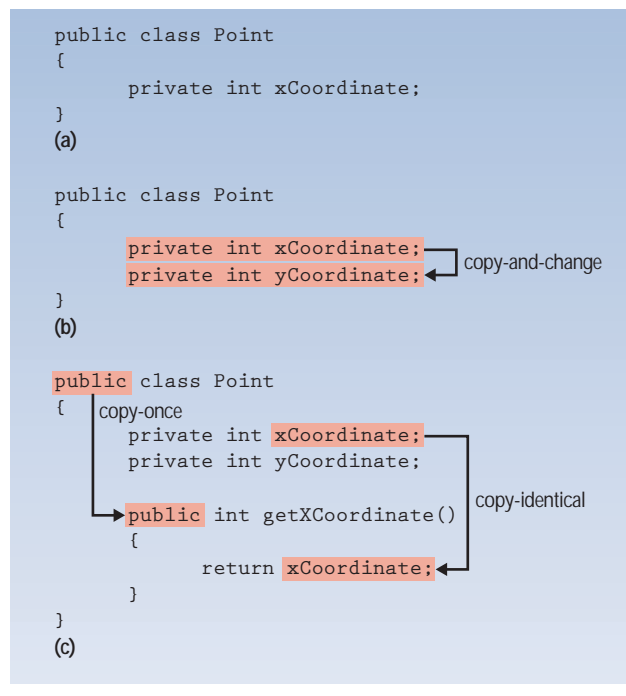 public class Point
{
private int xCoordinate;
}
(a)
public class Point
{
private int xCoordinate;
private int yCoordinate;
copy-and-change
}
(b)
public class Point
{
copy-once
private int xCoordinate;
private int yCoordinate;
copy-identical
public int getXCoordinate()
{
return xCoordinate;
}
}
(c)